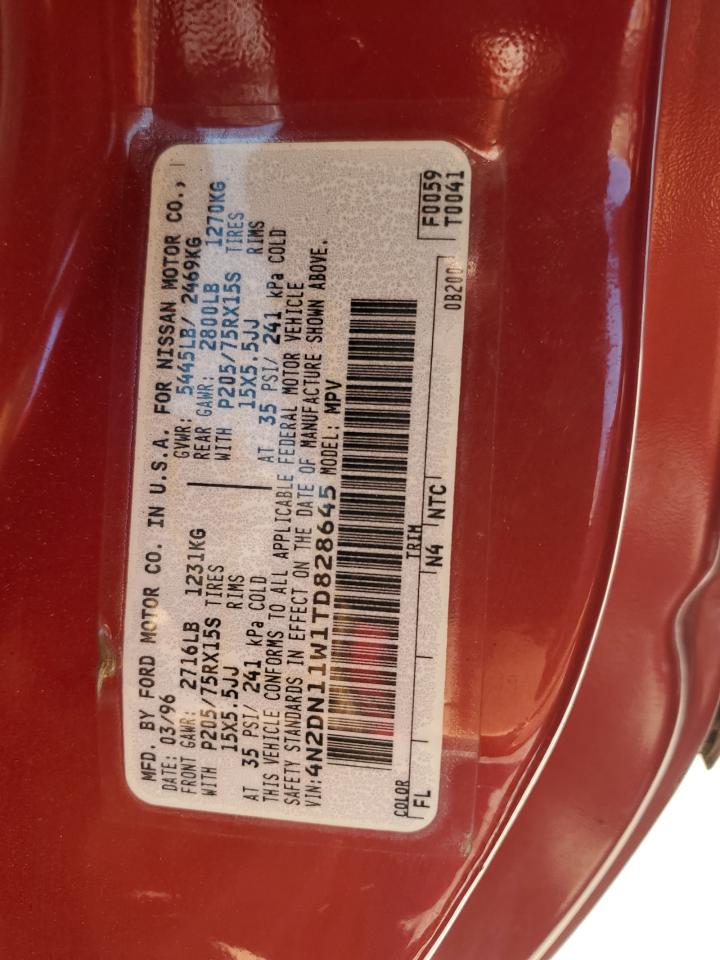 MFD. BY FORD MOTOR CO. IN U.S.A. FOR NISSAN MOTOR CO.,
DATE: 03/96 GVWR: 5445LB/ 2469KG
FRONT GAWR: 2716LB 1231KG REAR GAWR: 2800LB 1270KG
WITH P205/75RX15S TIRES WITH P205/75RX15S TIRES
15X5.5JJ RIMS 15X5.5JJ RIMS
AT 35 PSI/ 241 kPa COLD AT 35 PSI/ 241 kPa COLD
THIS VEHICLE CONFORMS TO ALL APPLICABLE FEDERAL MOTOR VEHICLE
SAFETY STANDARDS IN EFFECT ON THE DATE OF MANUFACTURE SHOWN ABOVE.
VIN:4N2DN11W1TD828645 MODEL: MPV
F0059
T0041
COLOR TRIM
FL N4 NTC 0B200